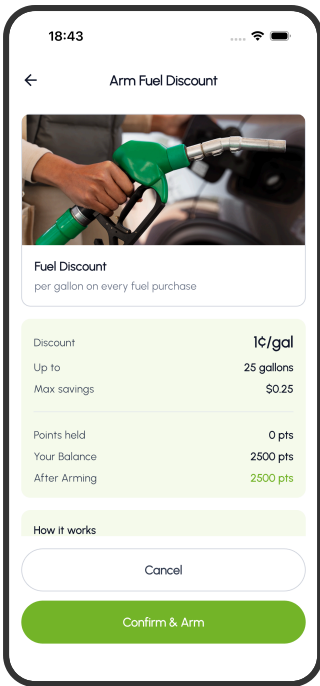 18:43
Arm Fuel Discount
Fuel Discount
per gallon on every fuel purchase
Discount 1¢/gal
Up to 25 gallons
Max savings $0.25
Points held 0 pts
Your Balance 2500 pts
After Arming 2500 pts
How it works
Cancel
Confirm & Arm